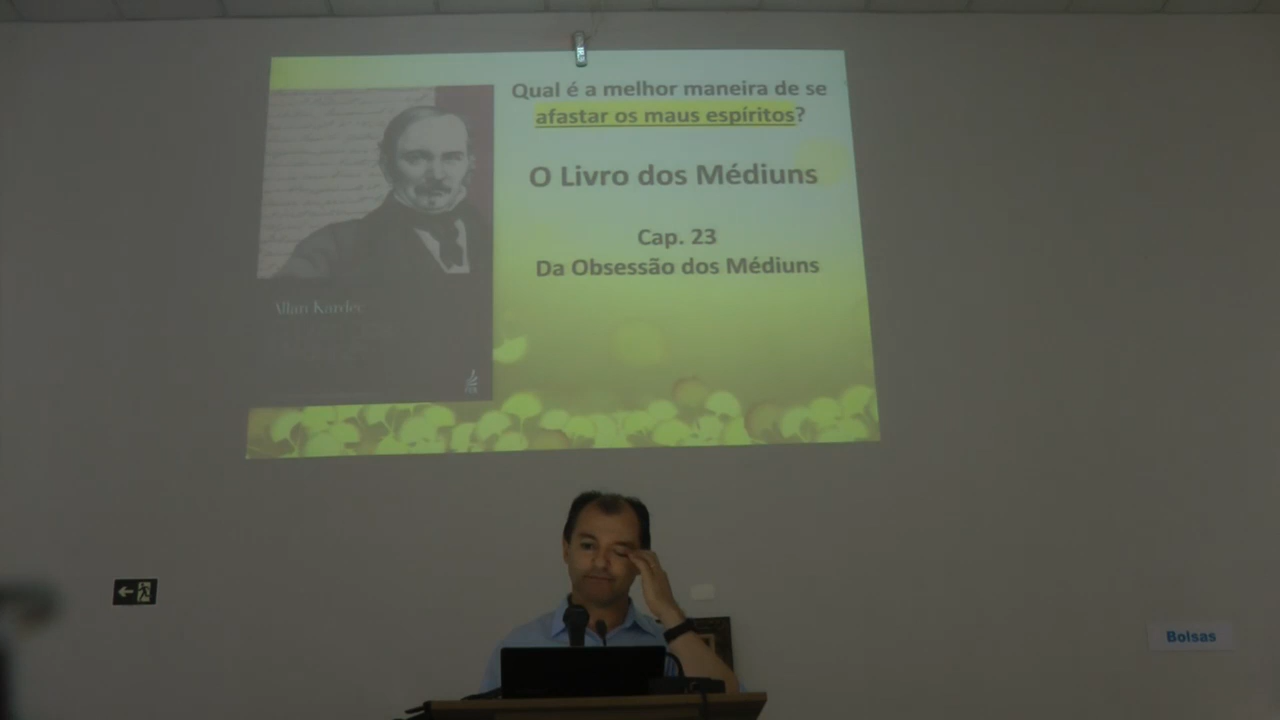 Qual é a melhor maneira de se
afastar os maus espíritos?
O Livro dos Médiuns
Cap. 23
Da Obsessão dos Médiuns
Allan Kardec
Bolsas